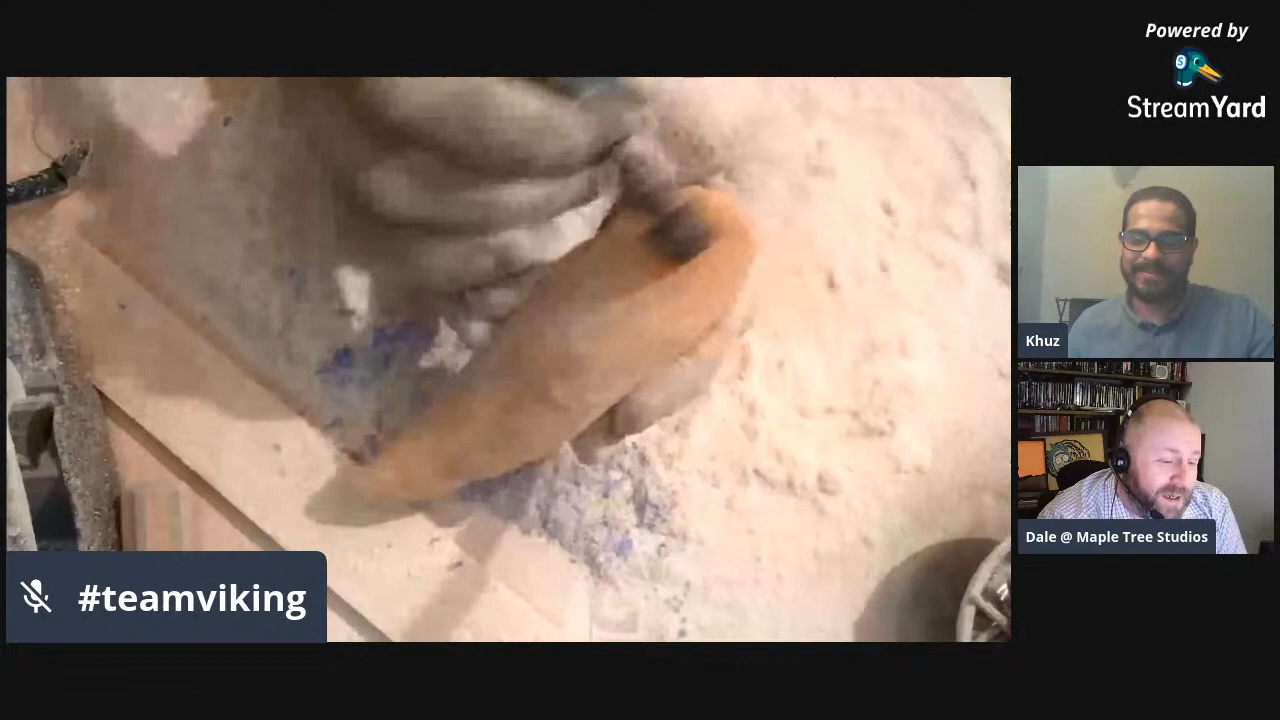 Powered by
StreamYard
Khuz
Dale @ Maple Tree Studios
#teamviking